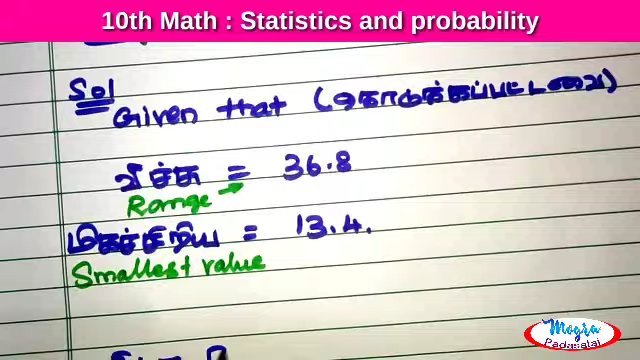 10th Math : Statistics and probability
Sol
Given that (கொடுக்கப்பட்டவை)
வீச்சு = 36.8
Range →
மிகச்சிறிய = 13.4.
Smallest value
Mogra
Padasalai